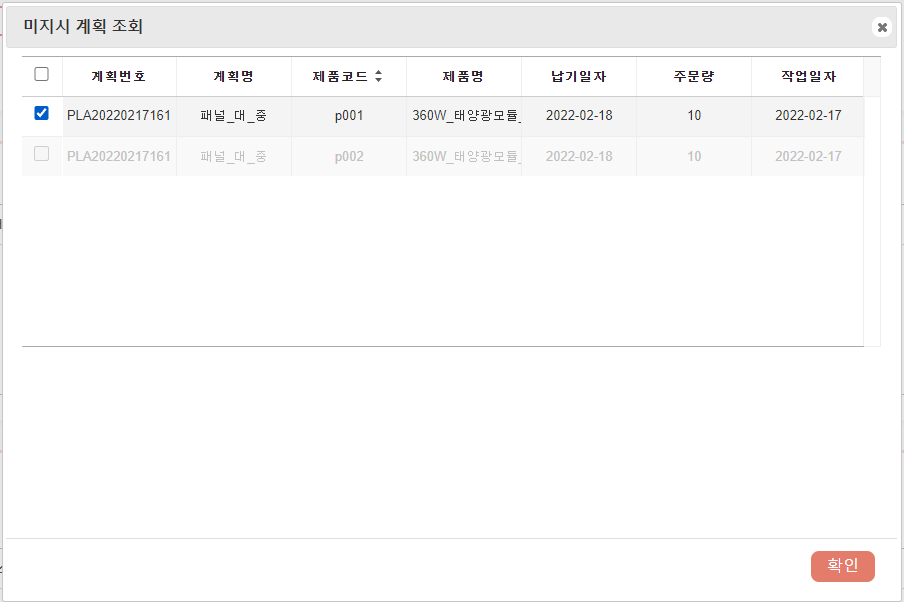 미지시 계획 조회
계획번호 계획명 제품코드 제품명 납기일자 주문량 작업일자
PLA20220217161 패널_대_중 p001 360W_태양광모듈_ 2022-02-18 10 2022-02-17
PLA20220217161 패널_대_중 p002 360W_태양광모듈_ 2022-02-18 10 2022-02-17
확인